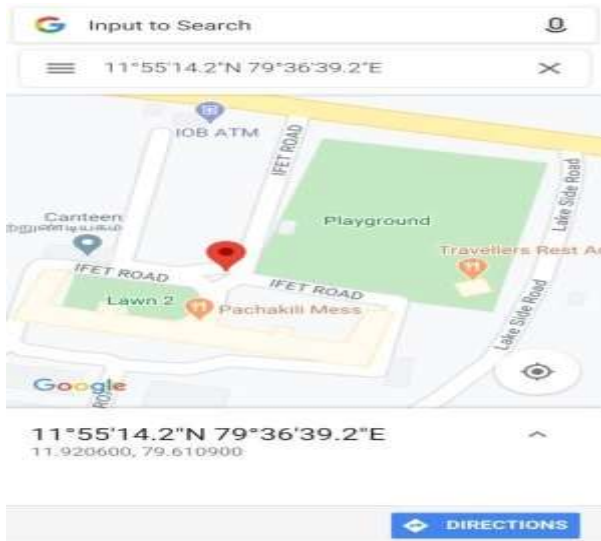 Input to Search
11°55'14.2"N 79°36'39.2"E
IOB ATM
IFET ROAD
Lake Side Road
Canteen
Playground
Travellers Rest
IFET ROAD
IFET ROAD
Lawn 2
Pachakili Mess
Lake Side Road
Google
11°55'14.2"N 79°36'39.2"E
11.920600, 79.610900
DIRECTIONS